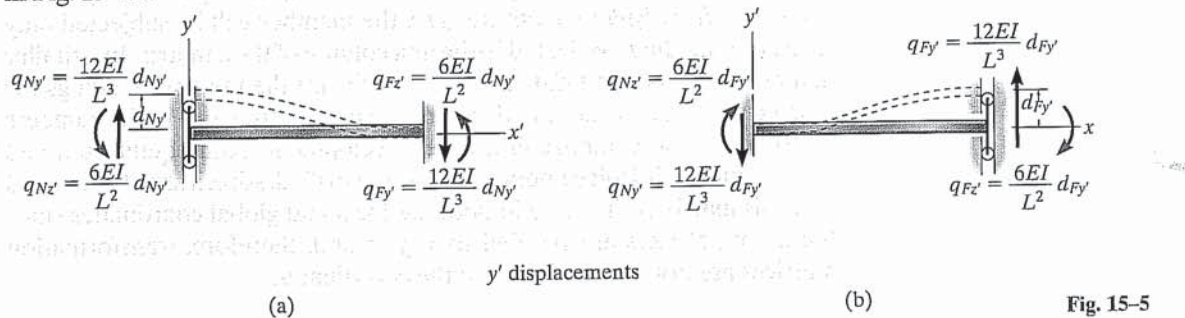 y'
q_{Ny'} = \frac{12EI}{L^3} d_{Ny'}
d_{Ny'}
q_{Nz'} = \frac{6EI}{L^2} d_{Ny'}
q_{Fz'} = \frac{6EI}{L^2} d_{Ny'}
x'
q_{Fy'} = \frac{12EI}{L^3} d_{Ny'}
(a)
y' displacements
y'
q_{Nz'} = \frac{6EI}{L^2} d_{Fy'}
q_{Ny'} = \frac{12EI}{L^3} d_{Fy'}
q_{Fy'} = \frac{12EI}{L^3} d_{Fy'}
d_{Fy'}
x
q_{Fz'} = \frac{6EI}{L^2} d_{Fy'}
(b)
Fig. 15–5